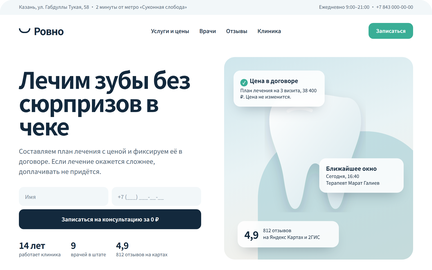 Казань, ул. Габдуллы Тукая, 58 • 2 минуты от метро «Суконная слобода»
Ежедневно 9:00–21:00 • +7 843 000-00-00
Ровно
Услуги и цены Врачи Отзывы Клиника
Записаться
Лечим зубы без
сюрпризов в
чеке
Составляем план лечения с ценой и фиксируем её в
договоре. Если лечение окажется сложнее,
доплачивать не придётся.
Имя
+7 (___) ___-__-__
Записаться на консультацию за 0 ₽
14 лет
работает клиника
9
врачей в штате
4,9
812 отзывов на картах
Цена в договоре
План лечения на 3 визита, 38 400
₽. Цена не изменится.
Ближайшее окно
Сегодня, 16:40
Терапевт Марат Галиев
4,9
812 отзывов
на Яндекс Картах и 2ГИС